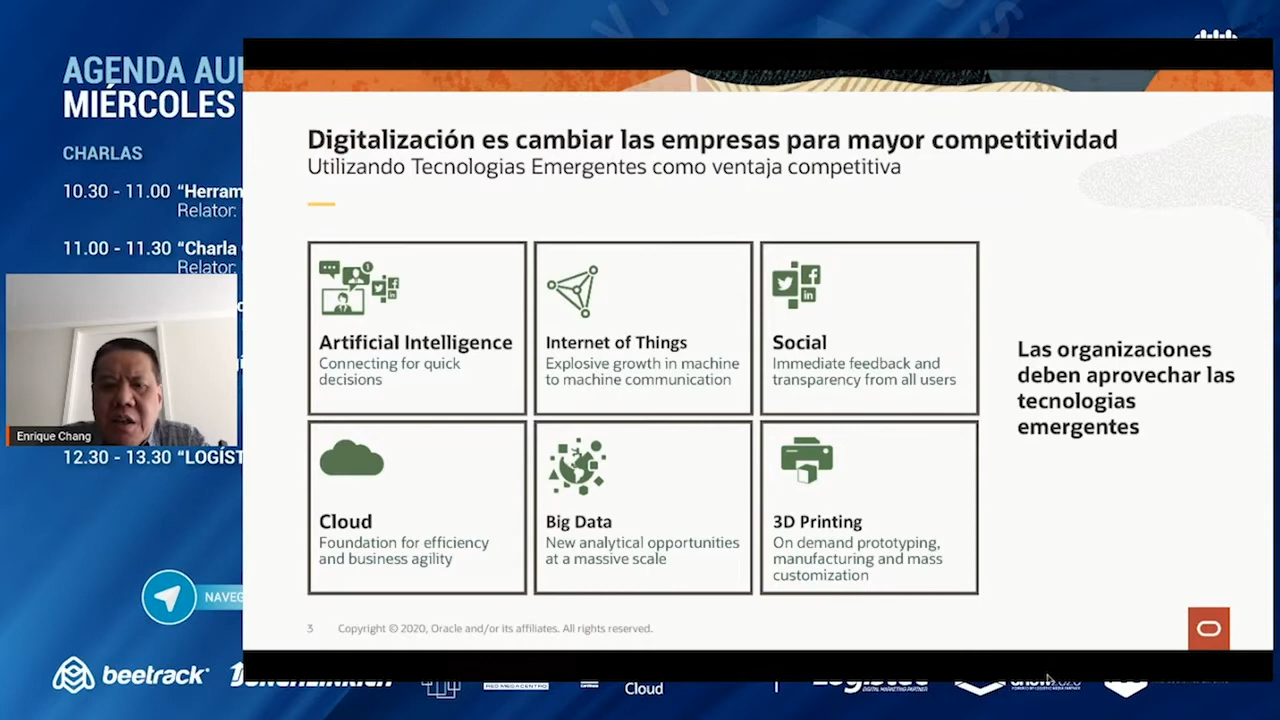 AGENDA
MIÉRCOLES
CHARLAS
10.30 - 11.00 “Herram
Relator:
11.00 - 11.30 “Charla
Relator:
Enrique Chang
12.30 - 13.30 “LOGÍST
NAVEG
Digitalización es cambiar las empresas para mayor competitividad
Utilizando Tecnologias Emergentes como ventaja competitiva
Artificial Intelligence
Connecting for quick
decisions
Internet of Things
Explosive growth in machine
to machine communication
Social
Immediate feedback and
transparency from all users
Cloud
Foundation for efficiency
and business agility
Big Data
New analytical opportunities
at a massive scale
3D Printing
On demand prototyping,
manufacturing and mass
customization
Las organizaciones
deben aprovechar las
tecnologias
emergentes
3 Copyright © 2020, Oracle and/or its affiliates. All rights reserved.
beetrack
Cloud